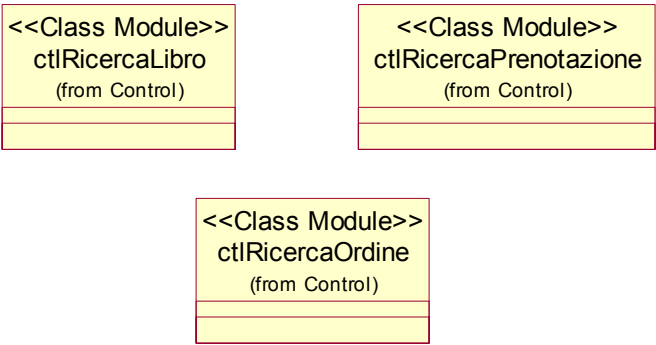 <<Class Module>>
ctlRicercaLibro
(from Control)
<<Class Module>>
ctlRicercaPrenotazione
(from Control)
<<Class Module>>
ctlRicercaOrdine
(from Control)